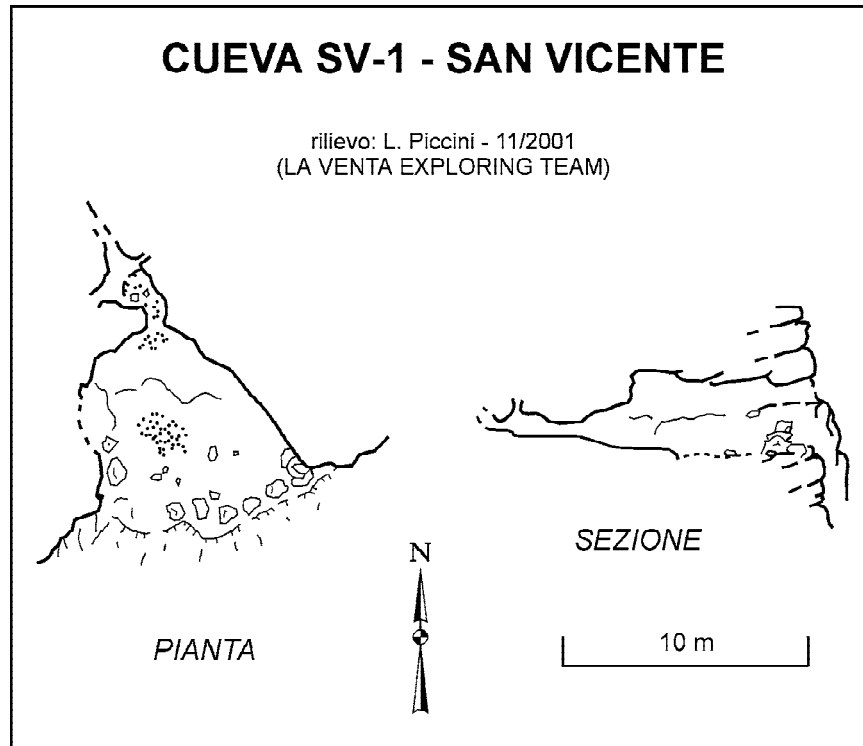 CUEVA SV-1 - SAN VICENTE
rilievo: L. Piccini - 11/2001
(LA VENTA EXPLORING TEAM)
N
SEZIONE
PIANTA
10 m